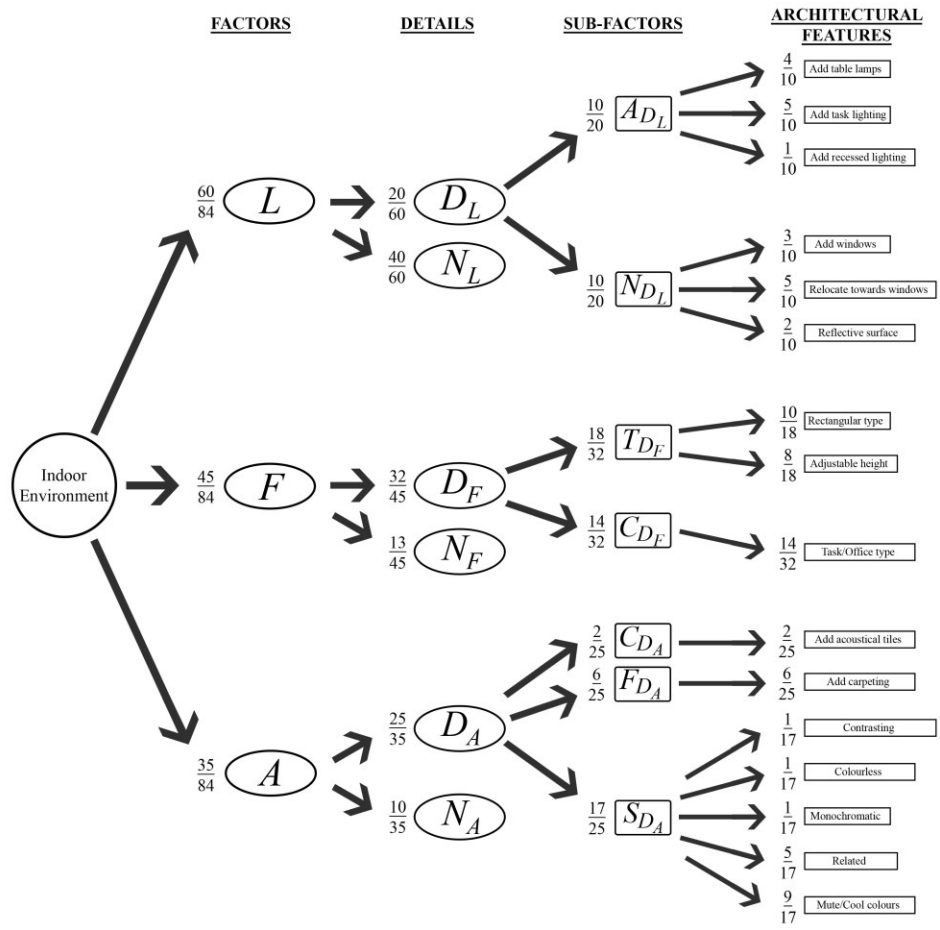 FACTORS
DETAILS
SUB-FACTORS
ARCHITECTURAL
FEATURES
4/10 Add table lamps
10/20 A_{D_L}
5/10 Add task lighting
1/10 Add recessed lighting
60/84 L
20/60 D_L
40/60 N_L
10/20 N_{D_L}
3/10 Add windows
5/10 Relocate towards windows
2/10 Reflective surface
Indoor
Environment
45/84 F
32/45 D_F
13/45 N_F
18/32 T_{D_F}
10/18 Rectangular type
8/18 Adjustable height
14/32 C_{D_F}
14/32 Task/Office type
35/84 A
25/35 D_A
10/35 N_A
2/25 C_{D_A}
2/25 Add acoustical tiles
6/25 F_{D_A}
6/25 Add carpeting
17/25 S_{D_A}
1/17 Contrasting
1/17 Colourless
1/17 Monochromatic
5/17 Related
9/17 Mute/Cool colours